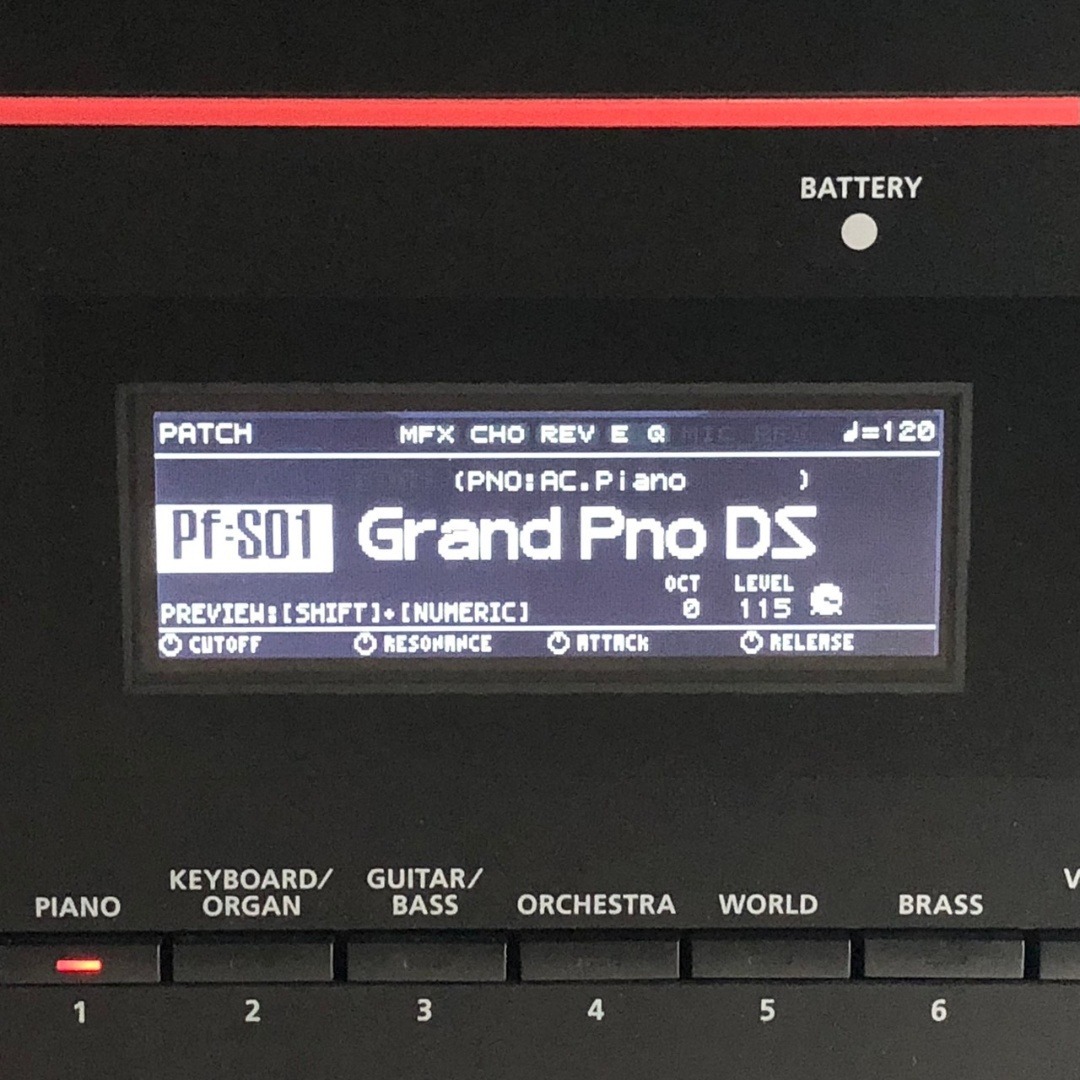 BATTERY
PATCH MFX CHO REV E Q ♩=120
(PNO:AC.Piano )
Pf:S01 Grand Pno DS
OCT LEVEL
PREVIEW:[SHIFT]+[NUMERIC] 0 115
CUTOFF RESONANCE ATTACK RELEASE
KEYBOARD/ GUITAR/
PIANO ORGAN BASS ORCHESTRA WORLD BRASS
1 2 3 4 5 6